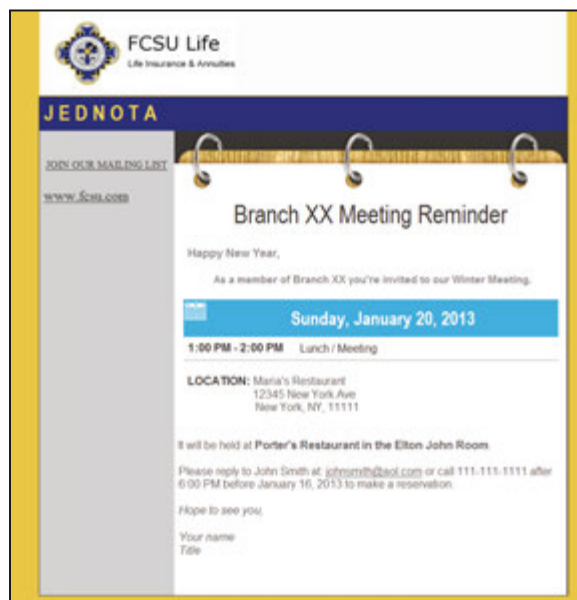 FCSU Life
Life Insurance & Annuities
JEDNOTA
JOIN OUR MAILING LIST
www.fcsu.com
Branch XX Meeting Reminder
Happy New Year,
As a member of Branch XX you're invited to our Winter Meeting.
Sunday, January 20, 2013
1:00 PM - 2:00 PM Lunch / Meeting
LOCATION: Maria's Restaurant
12345 New York Ave
New York, NY, 11111
It will be held at Porter's Restaurant in the Elton John Room.
Please reply to John Smith at: johnsmith@aol.com or call 111-111-1111 after
6:00 PM before January 16, 2013 to make a reservation.
Hope to see you,
Your name
Title